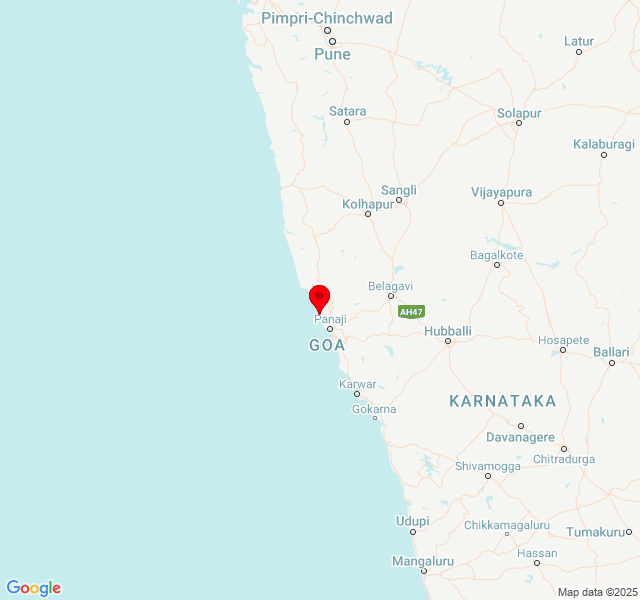 Pimpri-Chinchwad
Pune
Latur
Satara
Solapur
Kalaburagi
Sangli
Vijayapura
Kolhapur
Bagalkote
Belagavi
AH47
Panaji
Hubballi
Hosapete
GOA
Ballari
Karwar
KARNATAKA
Gokarna
Davanagere
Chitradurga
Shivamogga
Udupi
Chikkamagaluru
Tumakuru
Hassan
Mangaluru
Google
Map data ©2025